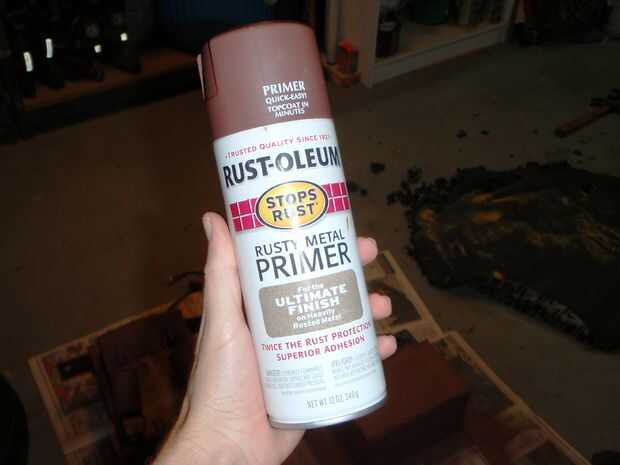 PRIMER
QUICK-EASY!
TOPCOAT IN
MINUTES
TRUSTED QUALITY SINCE 1921
RUST-OLEUM
STOPS
RUST
RUSTY METAL
PRIMER
For the
ULTIMATE
FINISH
on Heavily
Rusted Metal
TWICE THE RUST PROTECTION
SUPERIOR ADHESION
NET WT 12 OZ. 340g